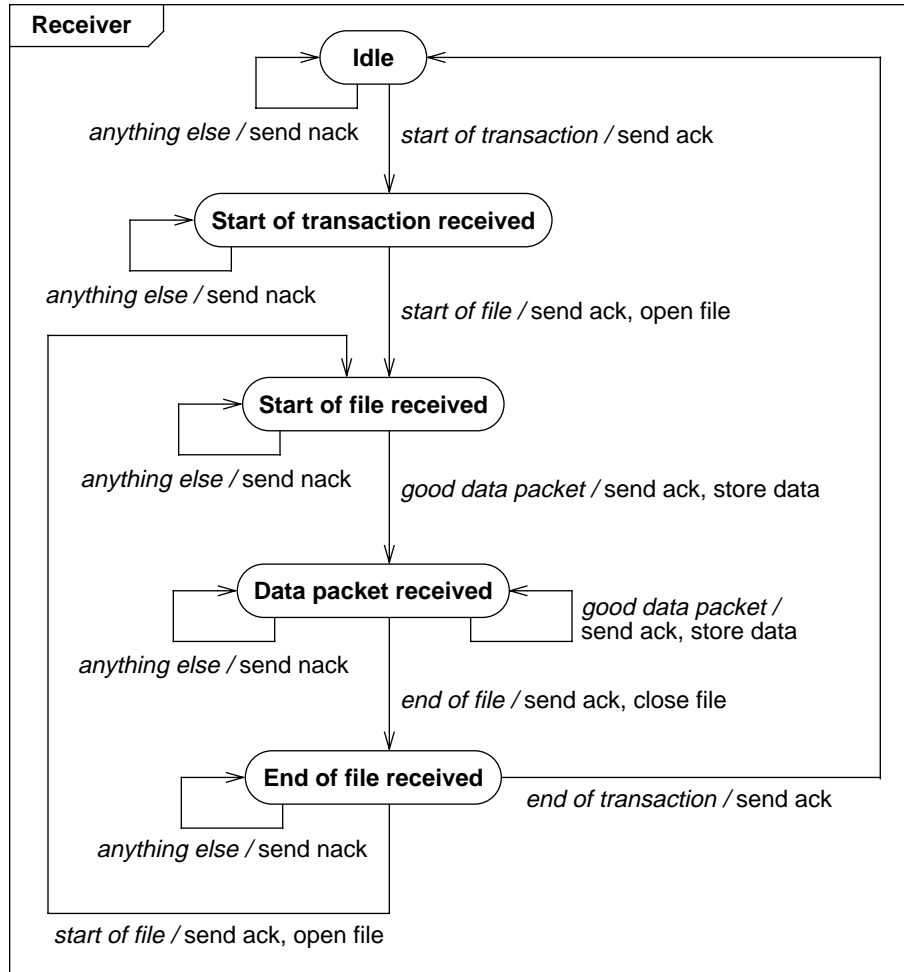 Receiver
Idle
anything else / send nack
start of transaction / send ack
Start of transaction received
anything else / send nack
start of file / send ack, open file
Start of file received
anything else / send nack
good data packet / send ack, store data
Data packet received
good data packet /
send ack, store data
anything else / send nack
end of file / send ack, close file
End of file received
end of transaction / send ack
anything else / send nack
start of file / send ack, open file